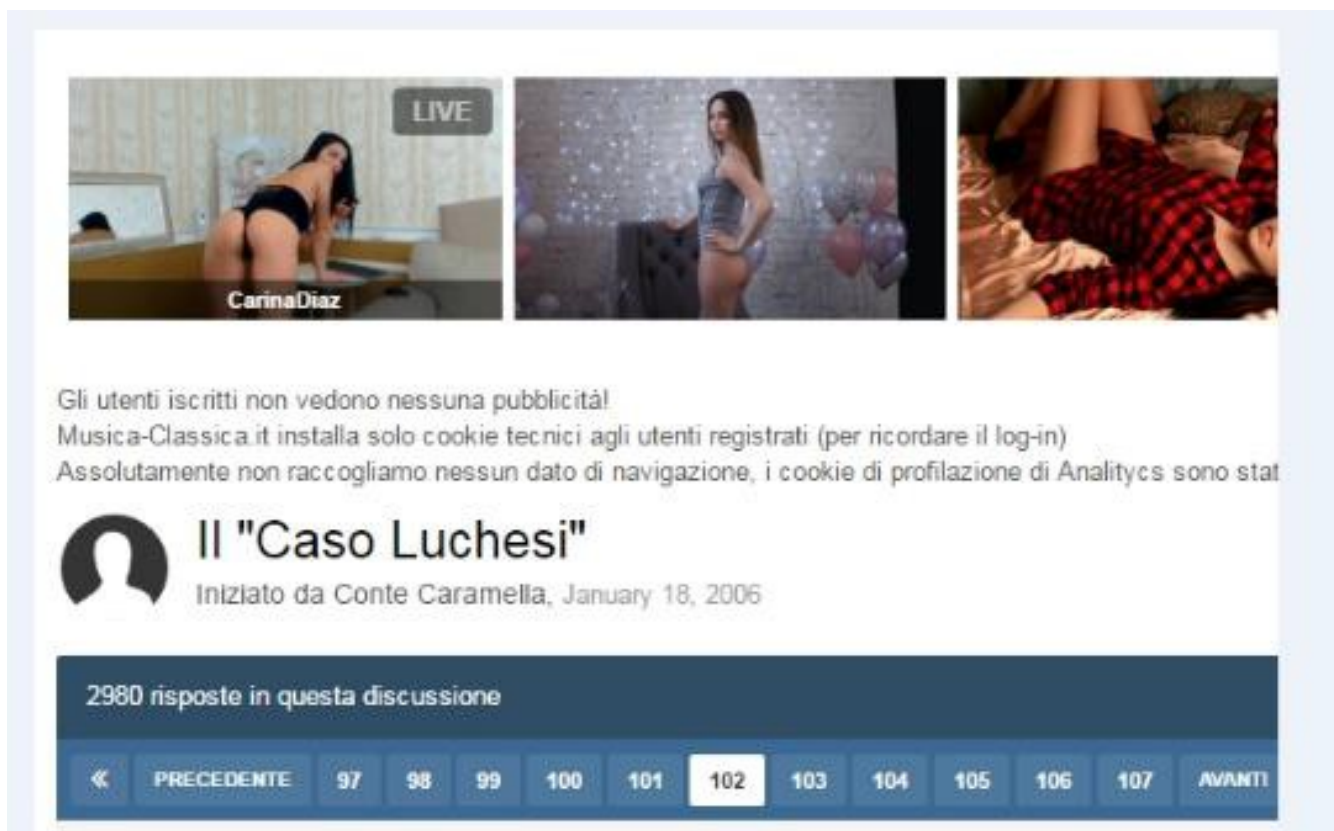 LIVE
CarinaDiaz
Gli utenti iscritti non vedono nessuna pubblicità!
Musica-Classica.it installa solo cookie tecnici agli utenti registrati (per ricordare il log-in)
Assolutamente non raccogliamo nessun dato di navigazione, i cookie di profilazione di Analitycs sono stat
Il "Caso Luchesi"
Iniziato da Conte Caramella, January 18, 2006
2980 risposte in questa discussione
« PRECEDENTE 97 98 99 100 101 102 103 104 105 106 107 AVANTI